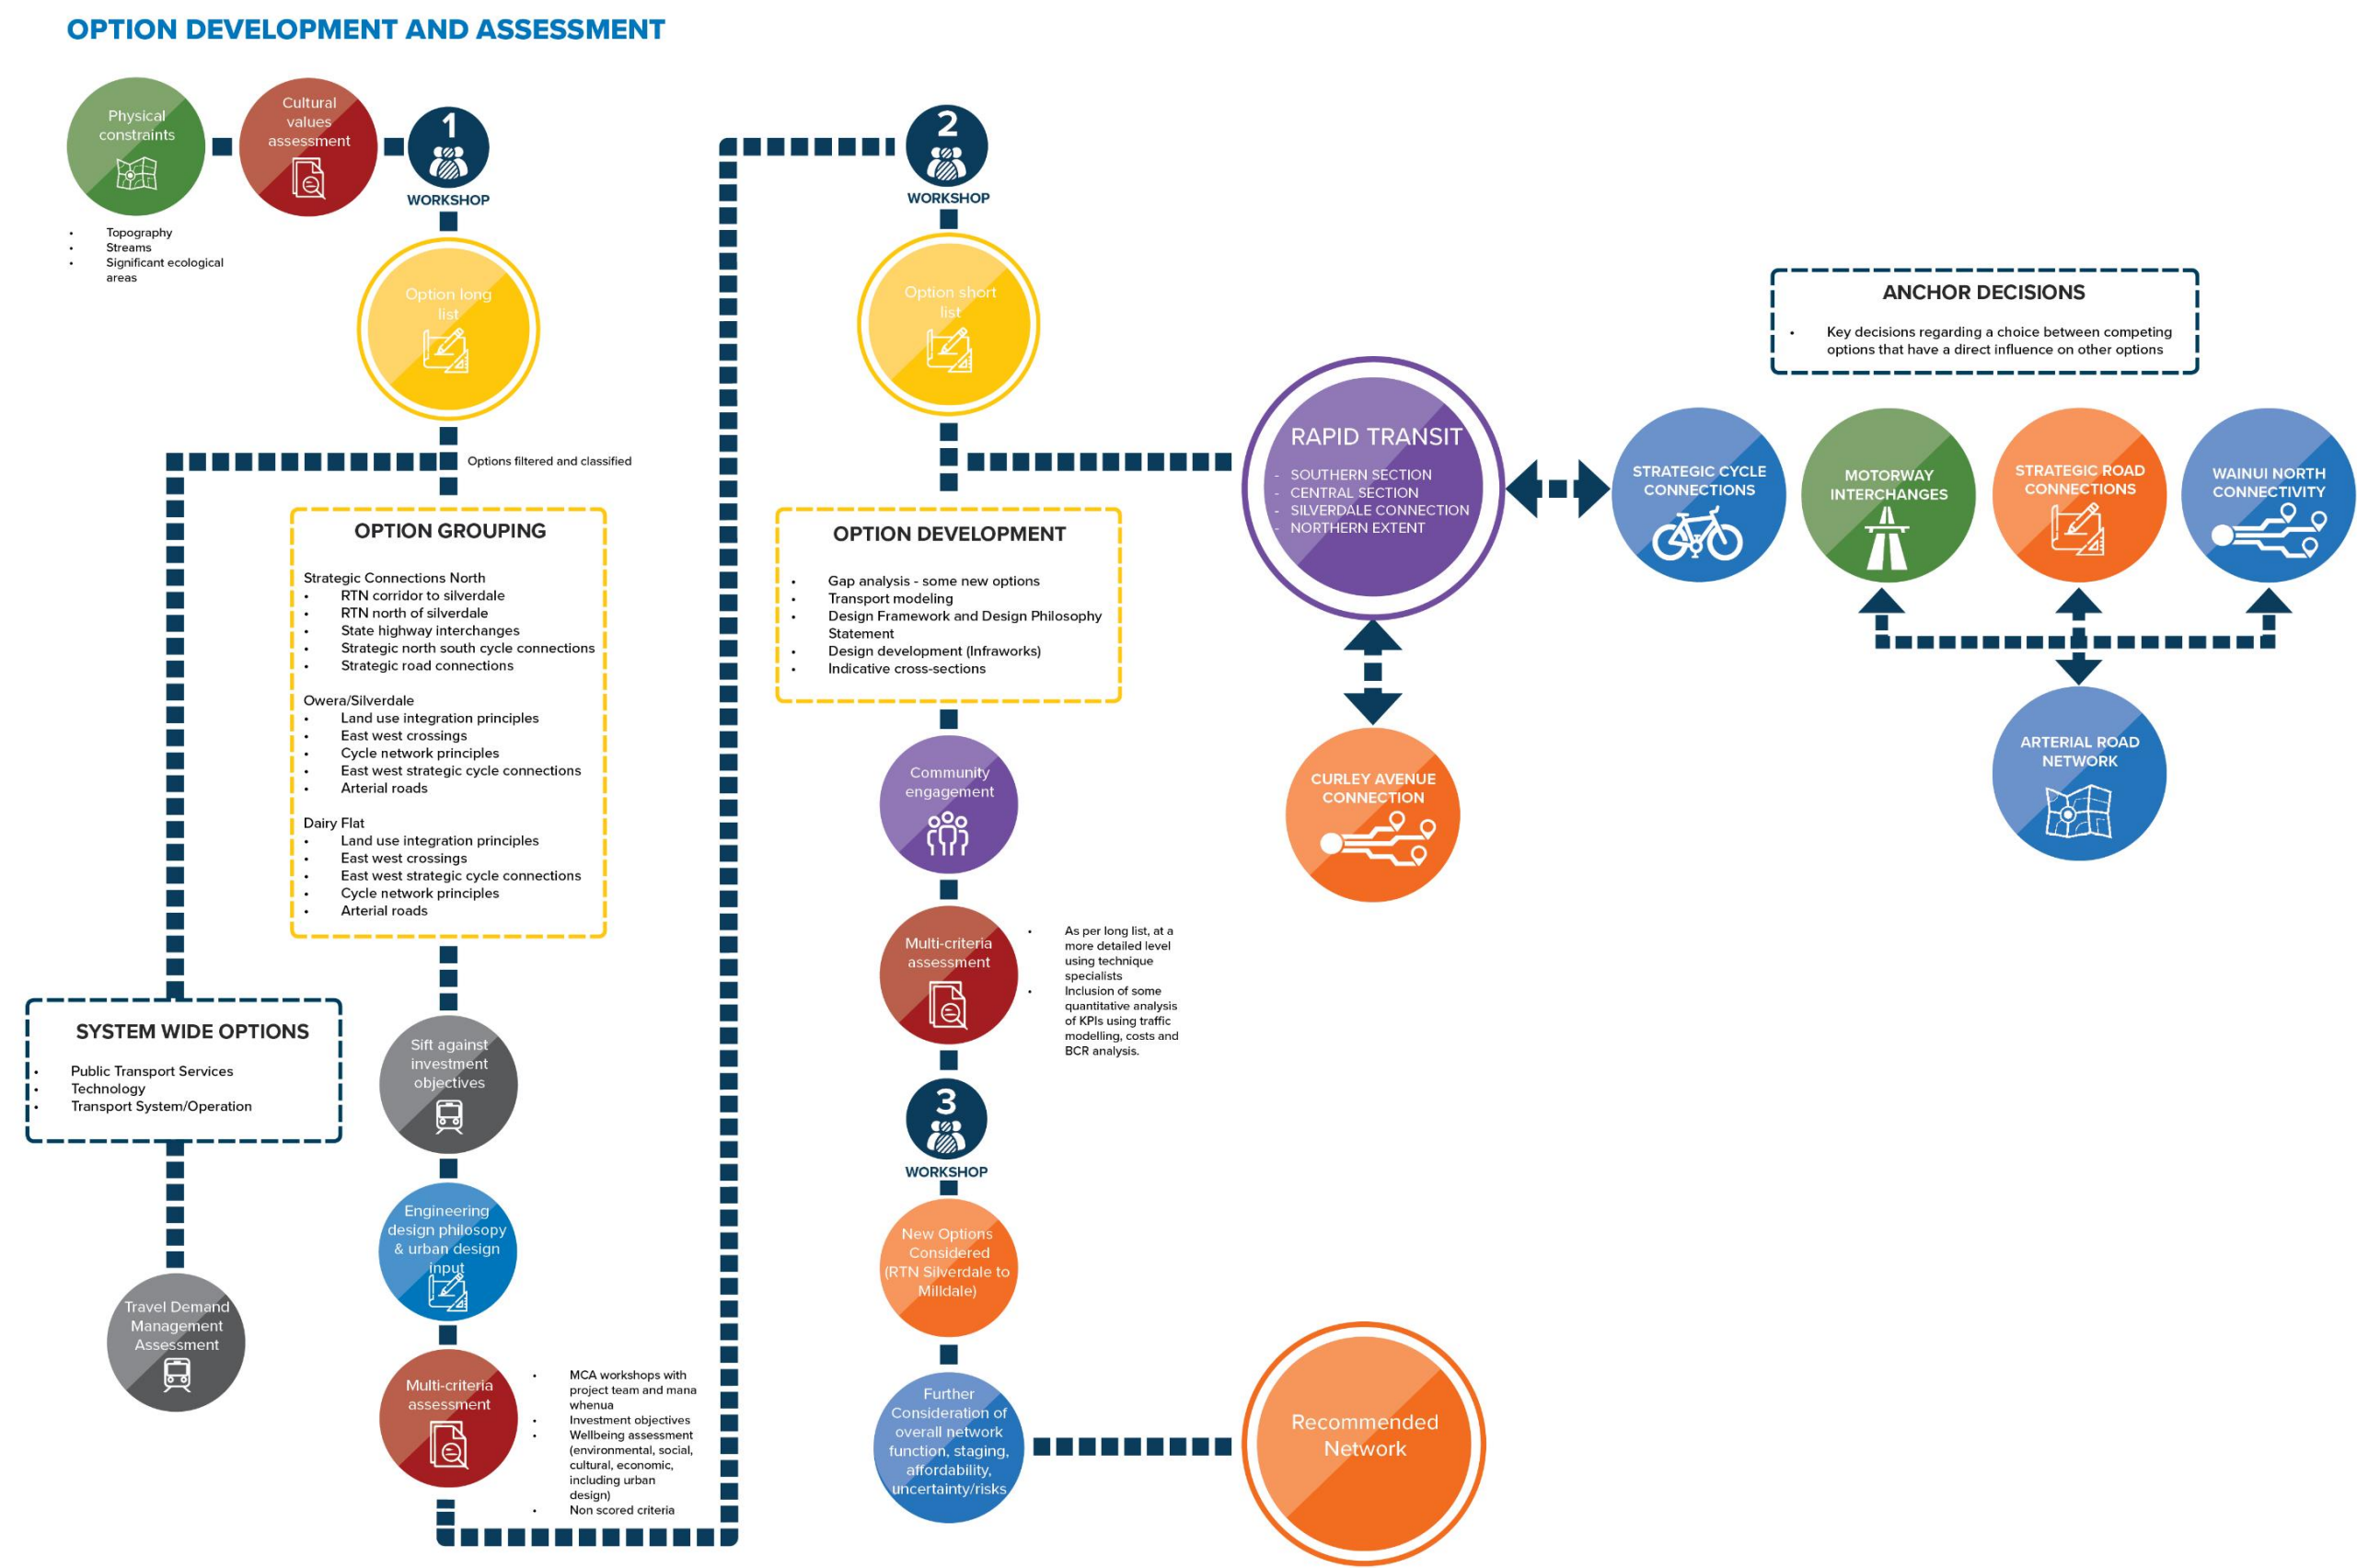 OPTION DEVELOPMENT AND ASSESSMENT
Physical
constraints
• Topography
• Streams
• Significant ecological
areas
Cultural
values
assessment
1
WORKSHOP
Option long
list
Options filtered and classified
OPTION GROUPING
Strategic Connections North
• RTN corridor to silverdale
• RTN north of silverdale
• State highway interchanges
• Strategic north south cycle connections
• Strategic road connections
Owera/Silverdale
• Land use integration principles
• East west crossings
• Cycle network principles
• East west strategic cycle connections
• Arterial roads
Dairy Flat
• Land use integration principles
• East west crossings
• East west strategic cycle connections
• Cycle network principles
• Arterial roads
SYSTEM WIDE OPTIONS
• Public Transport Services
• Technology
• Transport System/Operation
Travel Demand
Management
Assessment
Sift against
investment
objectives
Engineering
design philosopy
& urban design
input
Multi-criteria
assessment
• MCA workshops with
project team and mana
whenua
• Investment objectives
• Wellbeing assessment
(environmental, social,
cultural, economic,
including urban
design)
• Non scored criteria
2
WORKSHOP
Option short
list
OPTION DEVELOPMENT
• Gap analysis - some new options
• Transport modeling
• Design Framework and Design Philosophy
Statement
• Design development (Infraworks)
• Indicative cross-sections
Community
engagement
Multi-criteria
assessment
• As per long list, at a
more detailed level
using technique
specialists
• Inclusion of some
quantitative analysis
of KPIs using traffic
modelling, costs and
BCR analysis.
3
WORKSHOP
New Options
Considered
(RTN Silverdale to
Milldale)
Further
Consideration of
overall network
function, staging,
affordability,
uncertainty/risks
Recommended
Network
RAPID TRANSIT
- SOUTHERN SECTION
- CENTRAL SECTION
- SILVERDALE CONNECTION
- NORTHERN EXTENT
CURLEY AVENUE
CONNECTION
ANCHOR DECISIONS
• Key decisions regarding a choice between competing
options that have a direct influence on other options
STRATEGIC CYCLE
CONNECTIONS
MOTORWAY
INTERCHANGES
STRATEGIC ROAD
CONNECTIONS
WAINUI NORTH
CONNECTIVITY
ARTERIAL ROAD
NETWORK